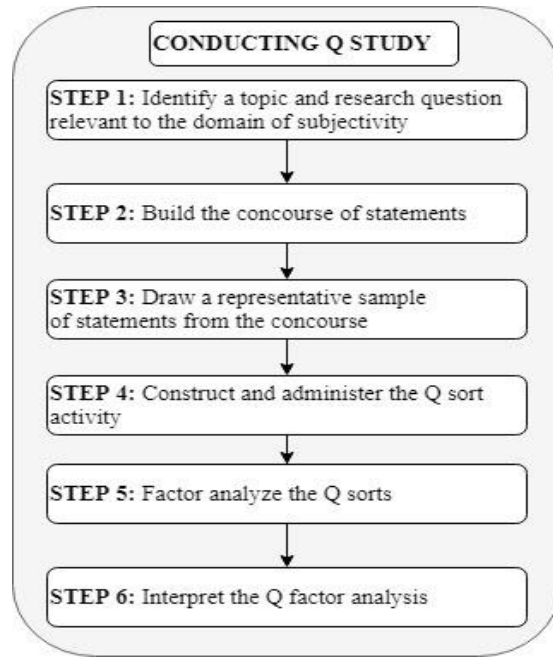 CONDUCTING Q STUDY
STEP 1: Identify a topic and research question
relevant to the domain of subjectivity
STEP 2: Build the concourse of statements
STEP 3: Draw a representative sample
of statements from the concourse
STEP 4: Construct and administer the Q sort
activity
STEP 5: Factor analyze the Q sorts
STEP 6: Interpret the Q factor analysis